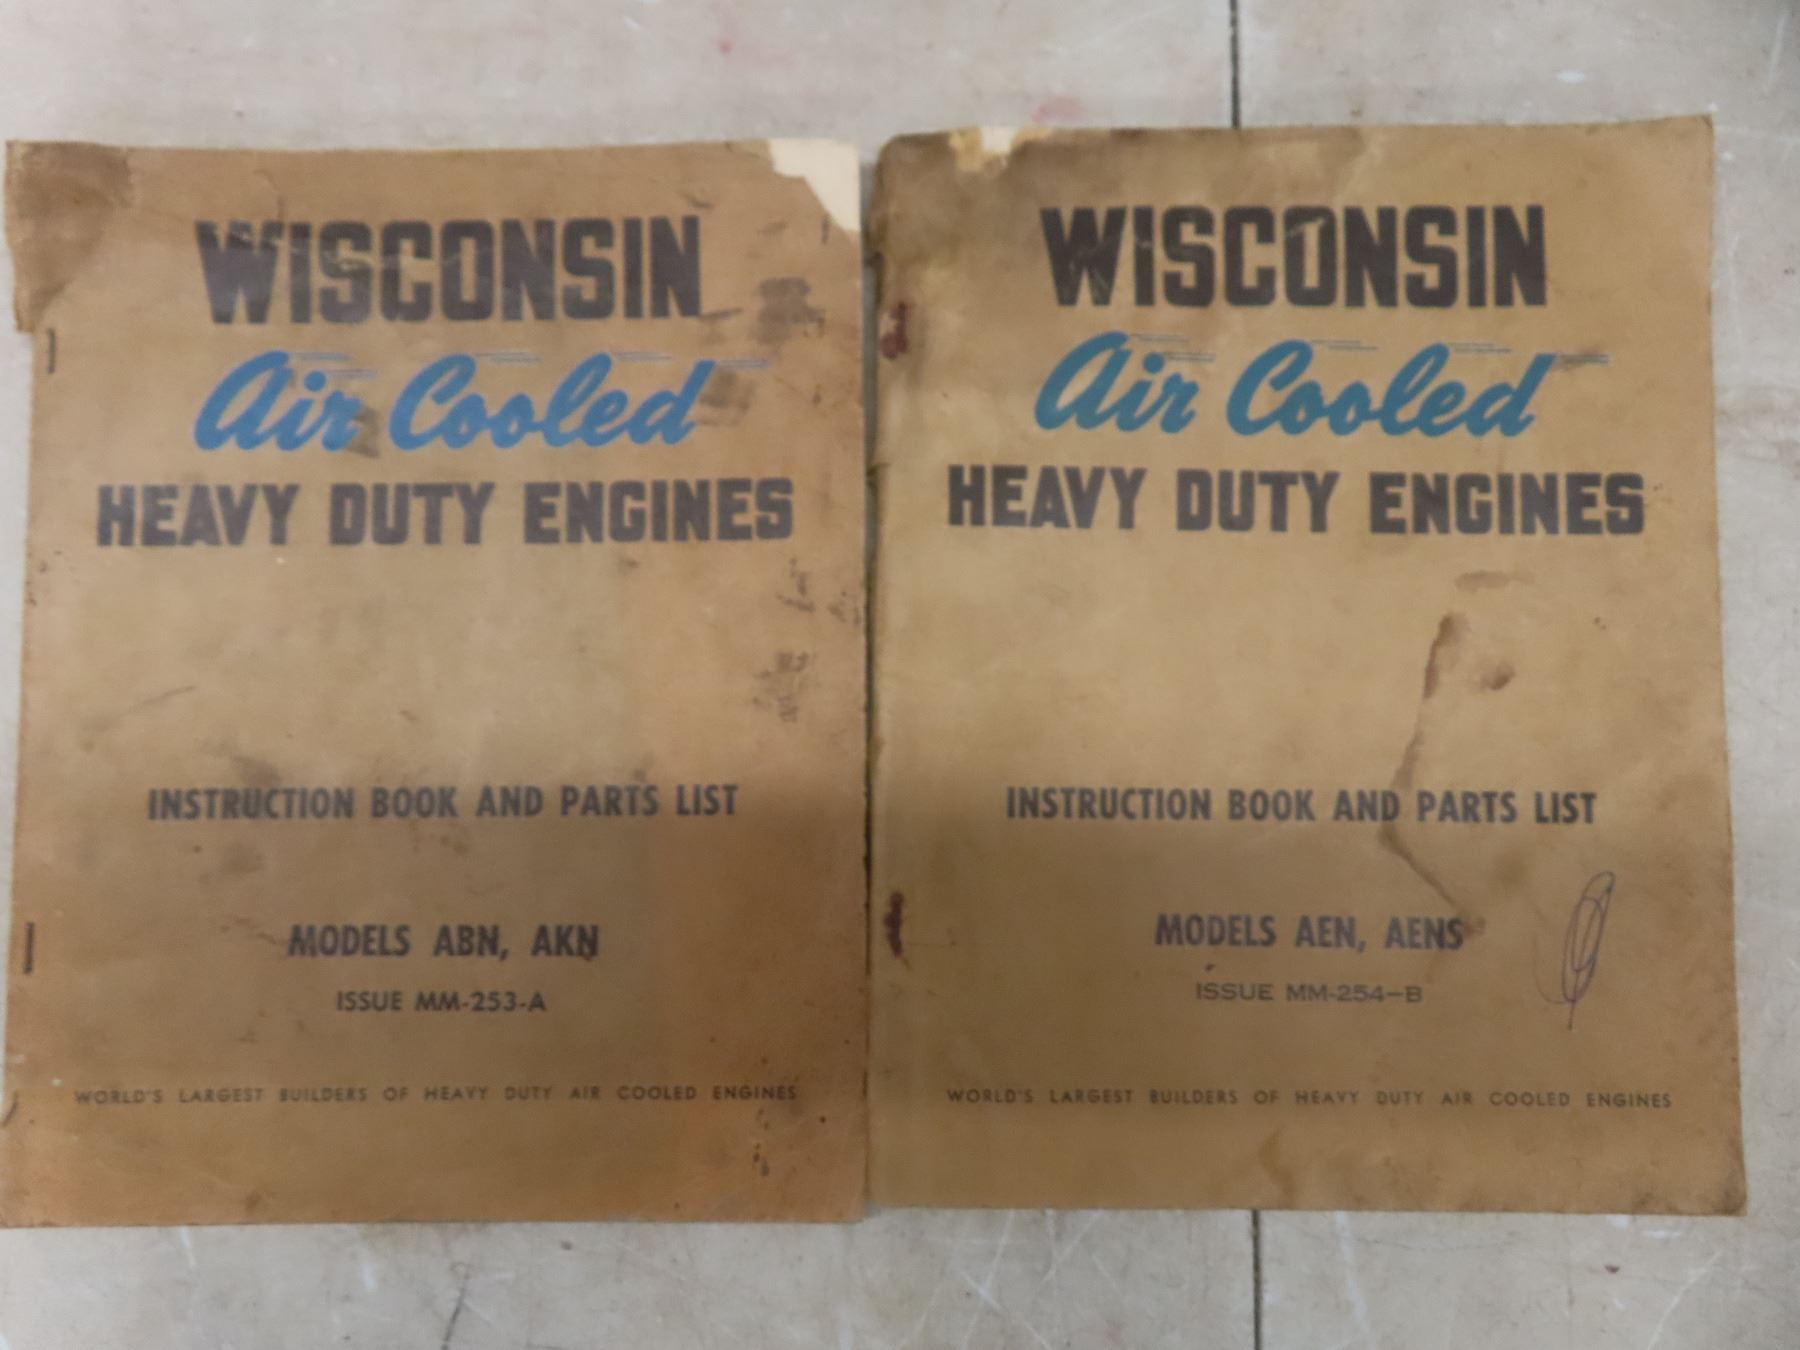 WISCONSIN
Air Cooled
HEAVY DUTY ENGINES
INSTRUCTION BOOK AND PARTS LIST
MODELS ABN, AKN
ISSUE MM-253-A
WORLD'S LARGEST BUILDERS OF HEAVY DUTY AIR COOLED ENGINES
WISCONSIN
Air Cooled
HEAVY DUTY ENGINES
INSTRUCTION BOOK AND PARTS LIST
MODELS AEN, AENS
ISSUE MM-254-B
WORLD'S LARGEST BUILDERS OF HEAVY DUTY AIR COOLED ENGINES